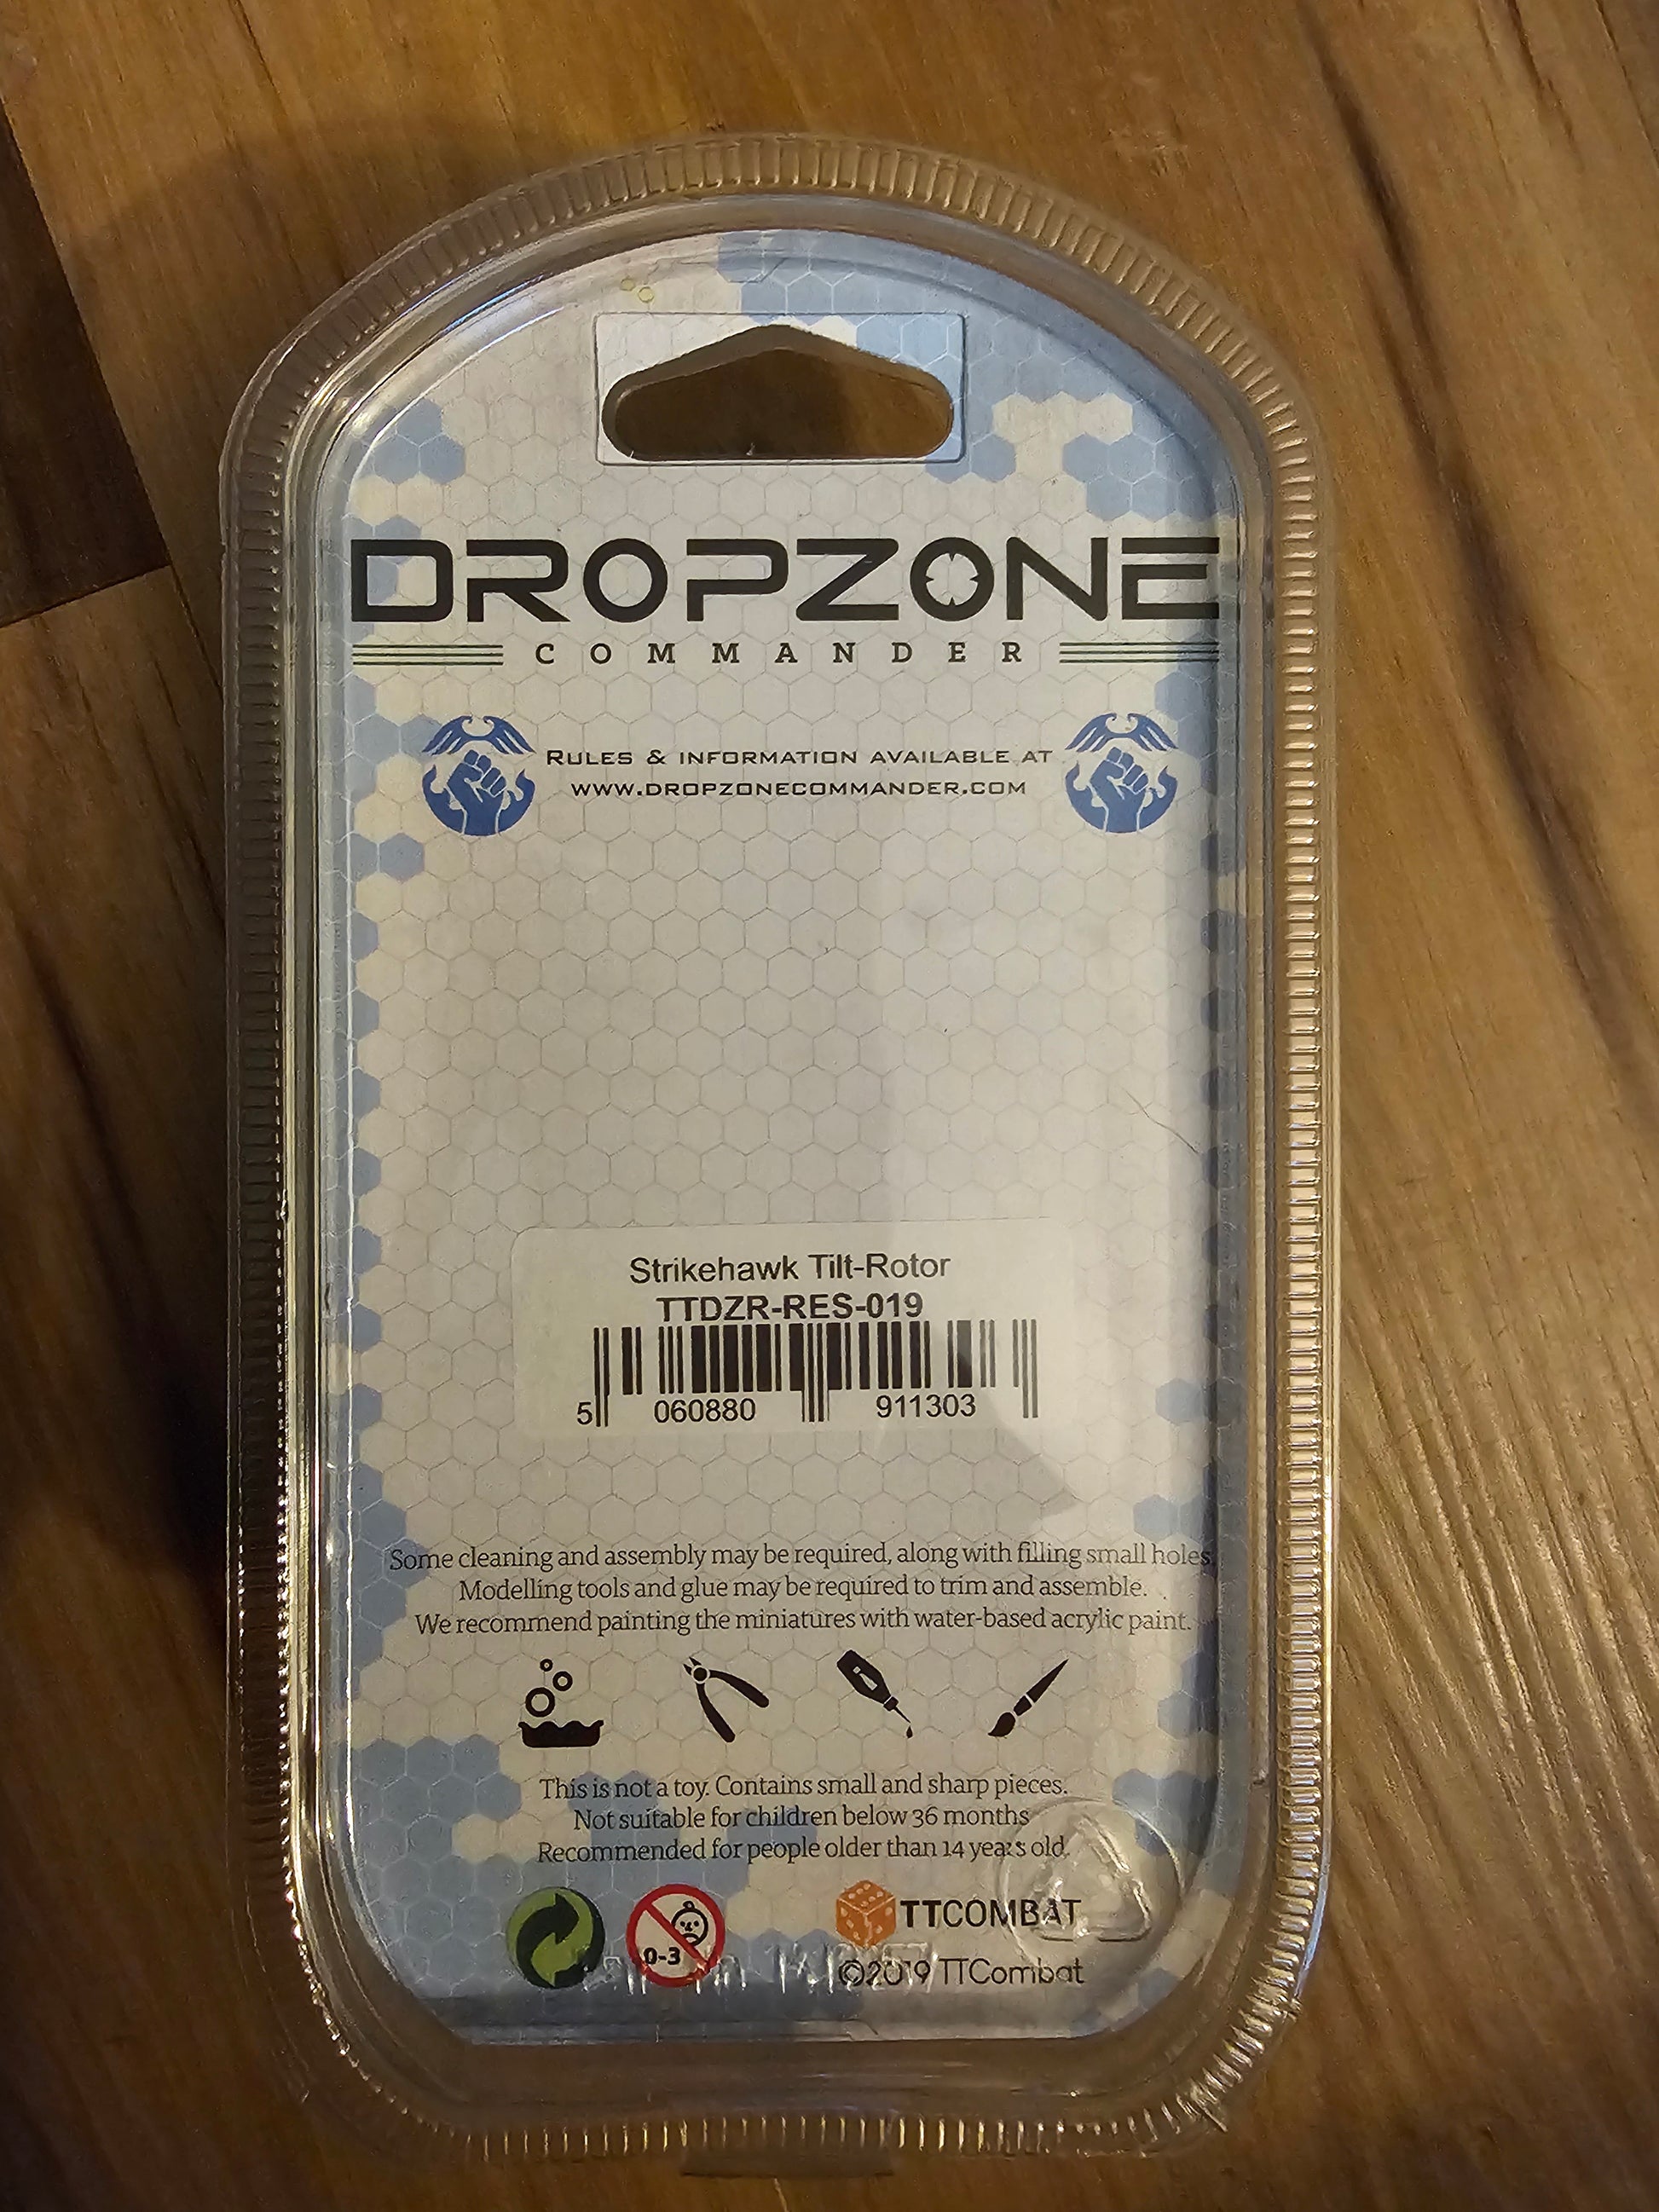 DROPZONE
COMMANDER
RULES & INFORMATION AVAILABLE AT
WWW.DROPZONECOMMANDER.COM
Strikehawk Tilt-Rotor
TTDZR-RES-019
5 060880 911303
Some cleaning and assembly may be required, along with filling small holes.
Modelling tools and glue may be required to trim and assemble.
We recommend painting the miniatures with water-based acrylic paint.
This is not a toy. Contains small and sharp pieces.
Not suitable for children below 36 months
Recommended for people older than 14 years old.
0-3
TTCOMBAT
©2019 TTCombat